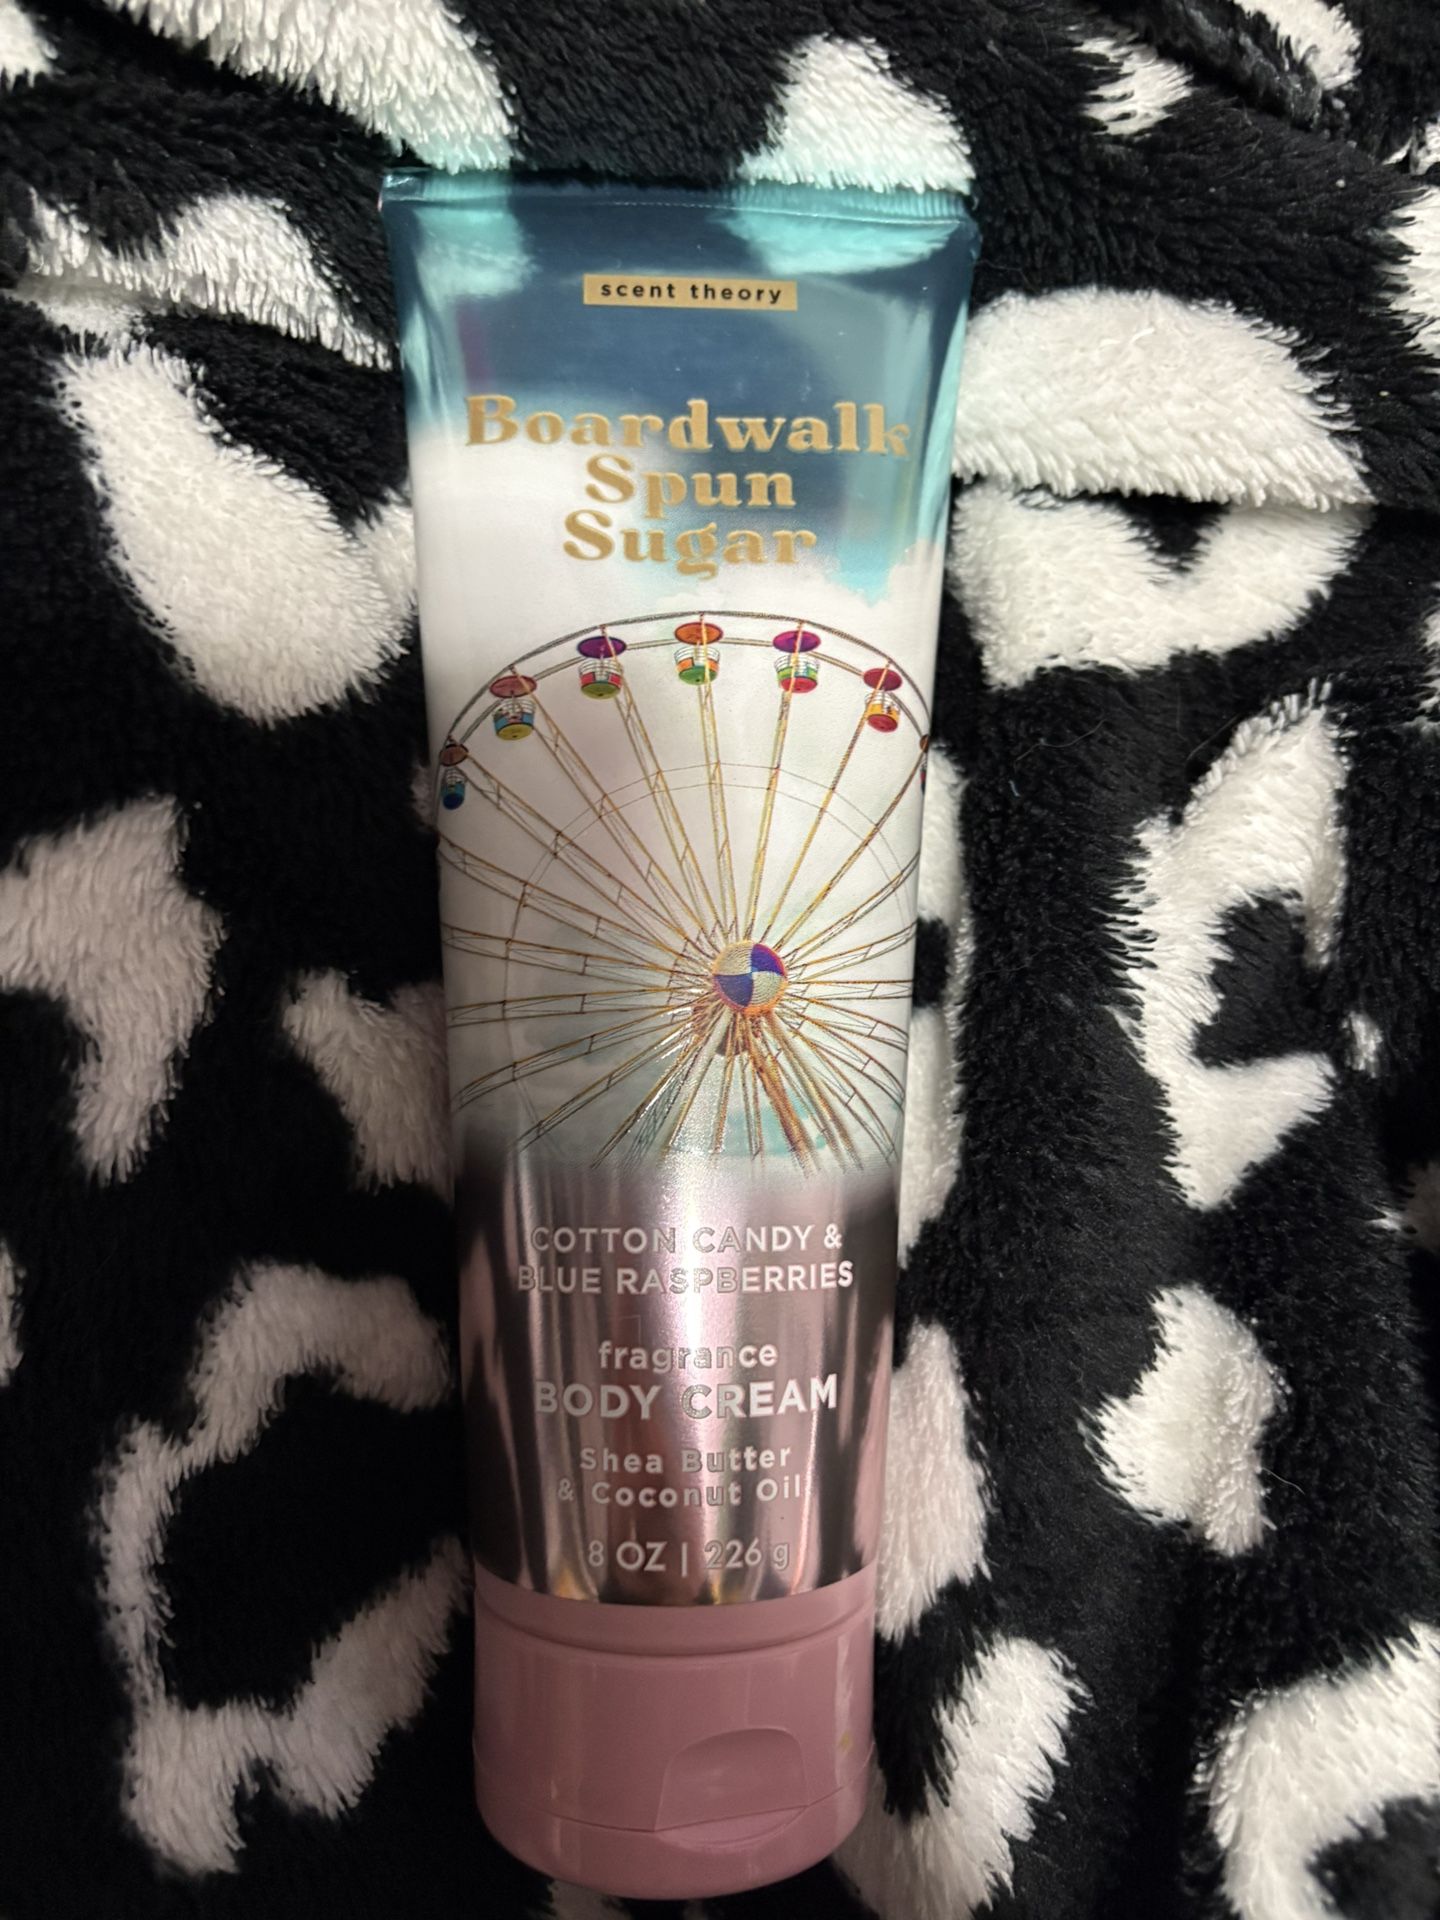 scent theory
Boardwalk
Spun
Sugar
COTTON CANDY &
BLUE RASPBERRIES
fragrance
BODY CREAM
Shea Butter
& Coconut Oil
8 OZ | 226 g